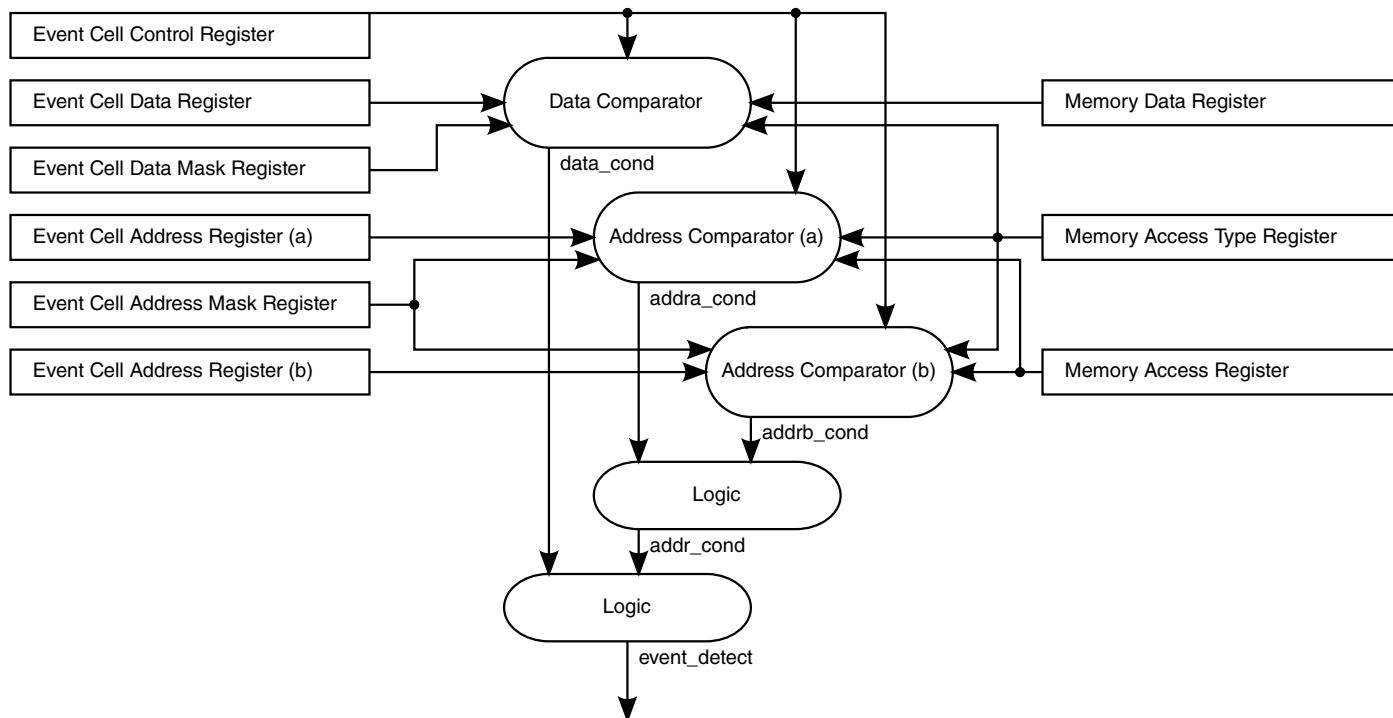 Event Cell Control Register
Event Cell Data Register
Data Comparator
Memory Data Register
Event Cell Data Mask Register
data_cond
Event Cell Address Register (a)
Address Comparator (a)
Memory Access Type Register
Event Cell Address Mask Register
addra_cond
Event Cell Address Register (b)
Address Comparator (b)
Memory Access Register
addrb_cond
Logic
addr_cond
Logic
event_detect